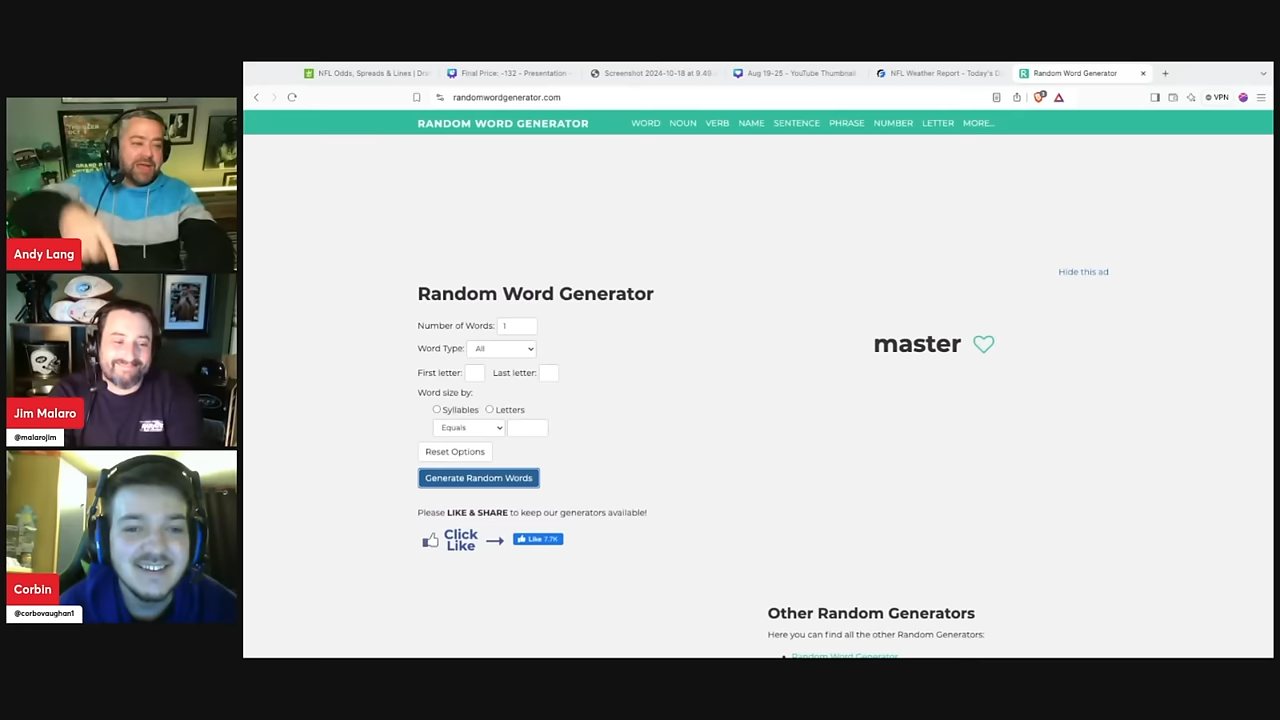 NFL Odds, Spreads & Lines | Dra
Final Price: -132 - Presentation -
Screenshot 2024-10-18 at 9.49.
Aug 19-25 - YouTube Thumbnail
NFL Weather Report - Today's D
Random Word Generator
randomwordgenerator.com
VPN
RANDOM WORD GENERATOR
WORD NOUN VERB NAME SENTENCE PHRASE NUMBER LETTER MORE...
Hide this ad
Random Word Generator
Number of Words: 1
master
Word Type: All
First letter: Last letter:
Word size by:
Syllables Letters
Equals
Reset Options
Generate Random Words
Please LIKE & SHARE to keep our generators available!
Click
Like
Like 7.7K
Other Random Generators
Here you can find all the other Random Generators:
Random Word Generator
Andy Lang
Jim Malaro
@malarojim
Corbin
@corbovaughan1